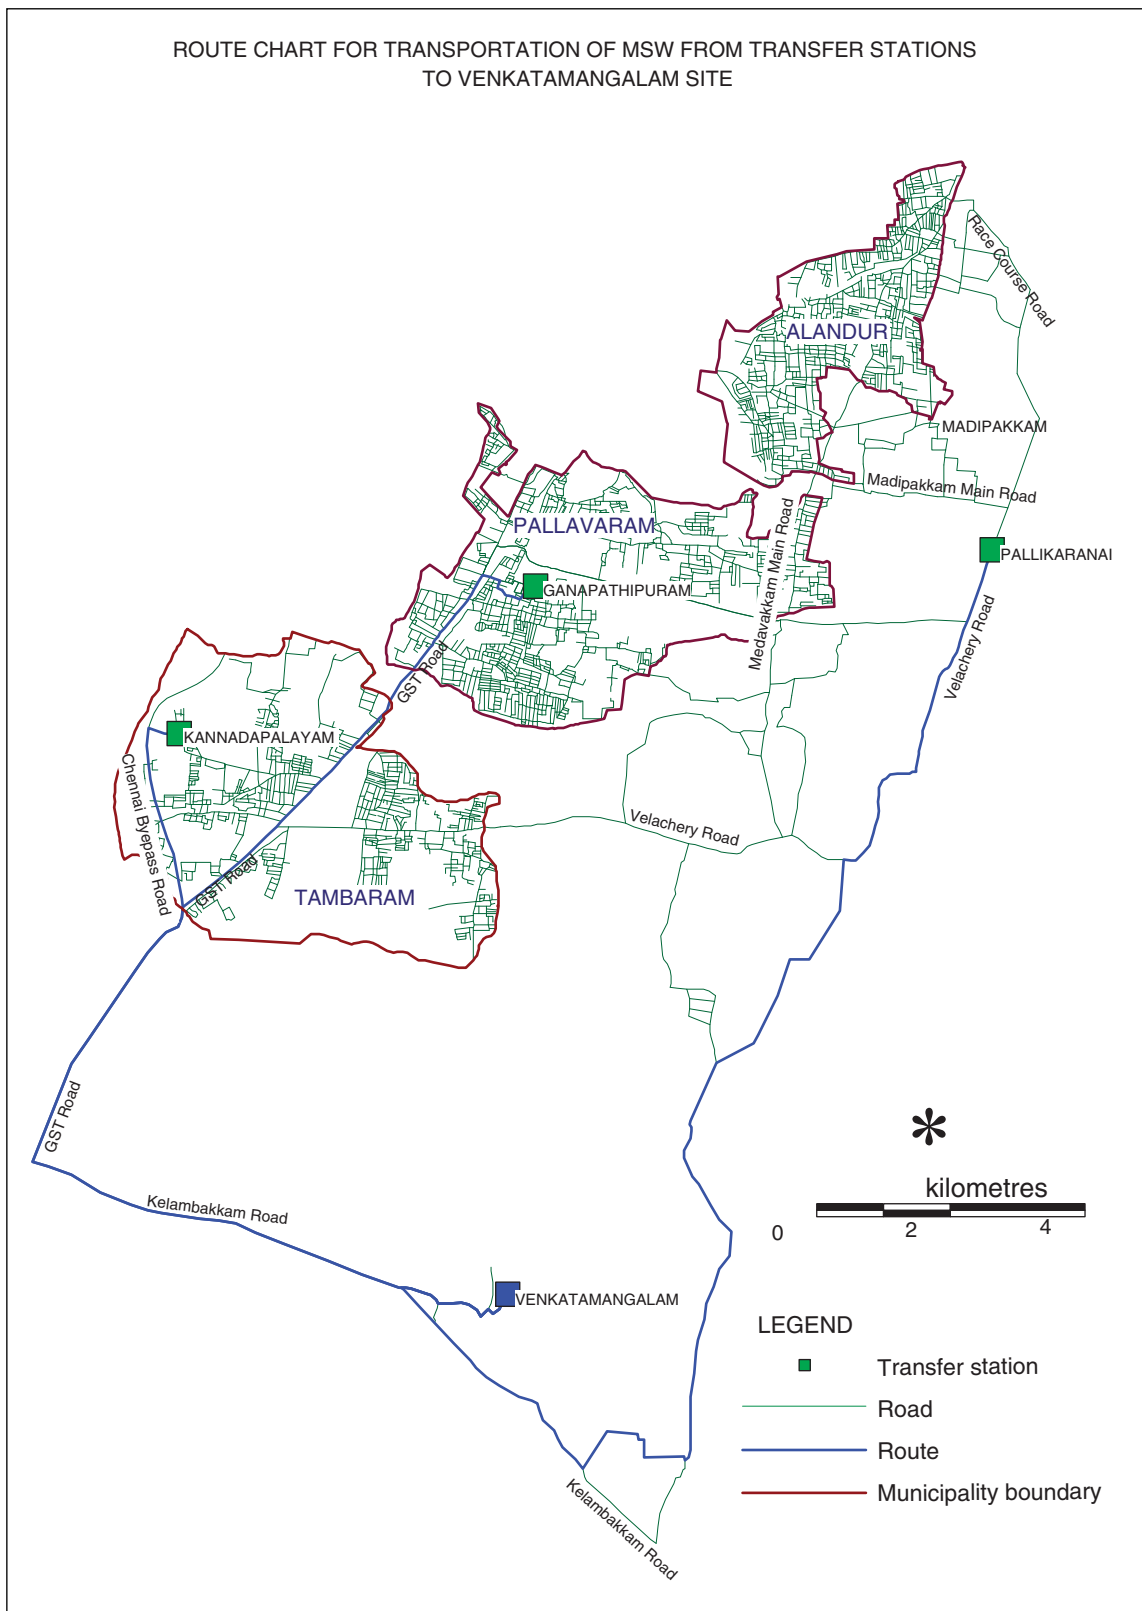 ROUTE CHART FOR TRANSPORTATION OF MSW FROM TRANSFER STATIONS
TO VENKATAMANGALAM SITE
Race Course Road
ALANDUR
MADIPAKKAM
Madipakkam Main Road
PALLAVARAM
PALLIKARANAI
GANAPATHIPURAM
Medavakkam Main Road
Velachery Road
GST Road
KANNADAPALAYAM
Chennai Byepass Road
Velachery Road
GST Road
TAMBARAM
GST Road
*
kilometres
0
2
4
Kelambakkam Road
VENKATAMANGALAM
LEGEND
Transfer station
Road
Route
Municipality boundary
Kelambakkam Road